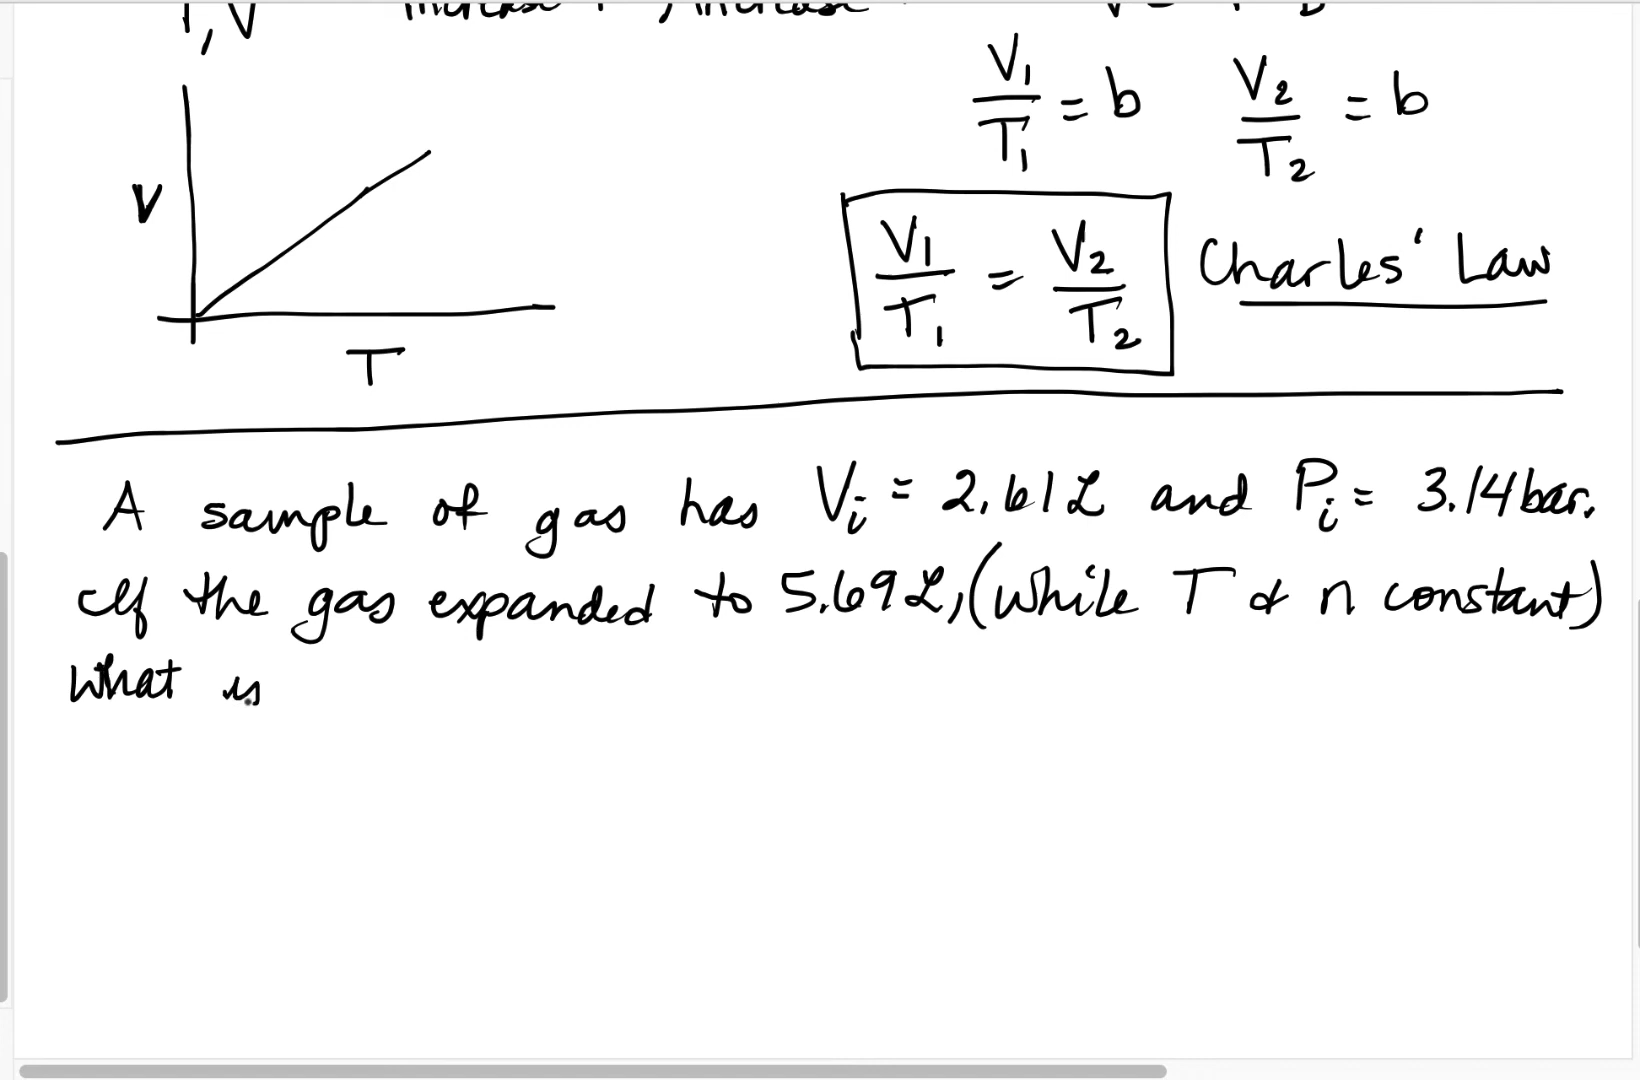 V₁/T₁ = b V₂/T₂ = b
V
V₁/T₁ = V₂/T₂ Charles' Law
T
A sample of gas has Vᵢ = 2.61L and Pᵢ = 3.14 bar.
If the gas expanded to 5.69L, (while T & n constant)
What is